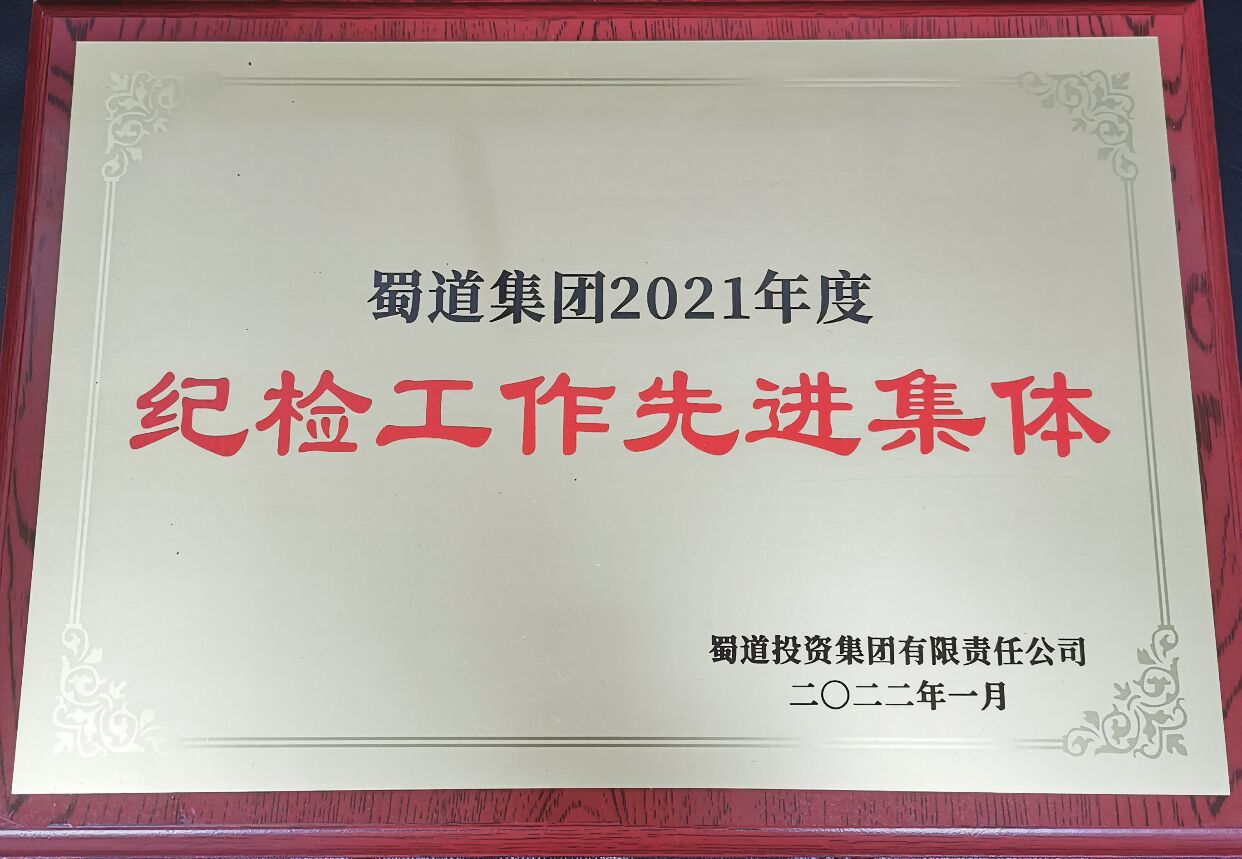 蜀道集团2021年度
纪检工作先进集体
蜀道投资集团有限责任公司
二〇二二年一月